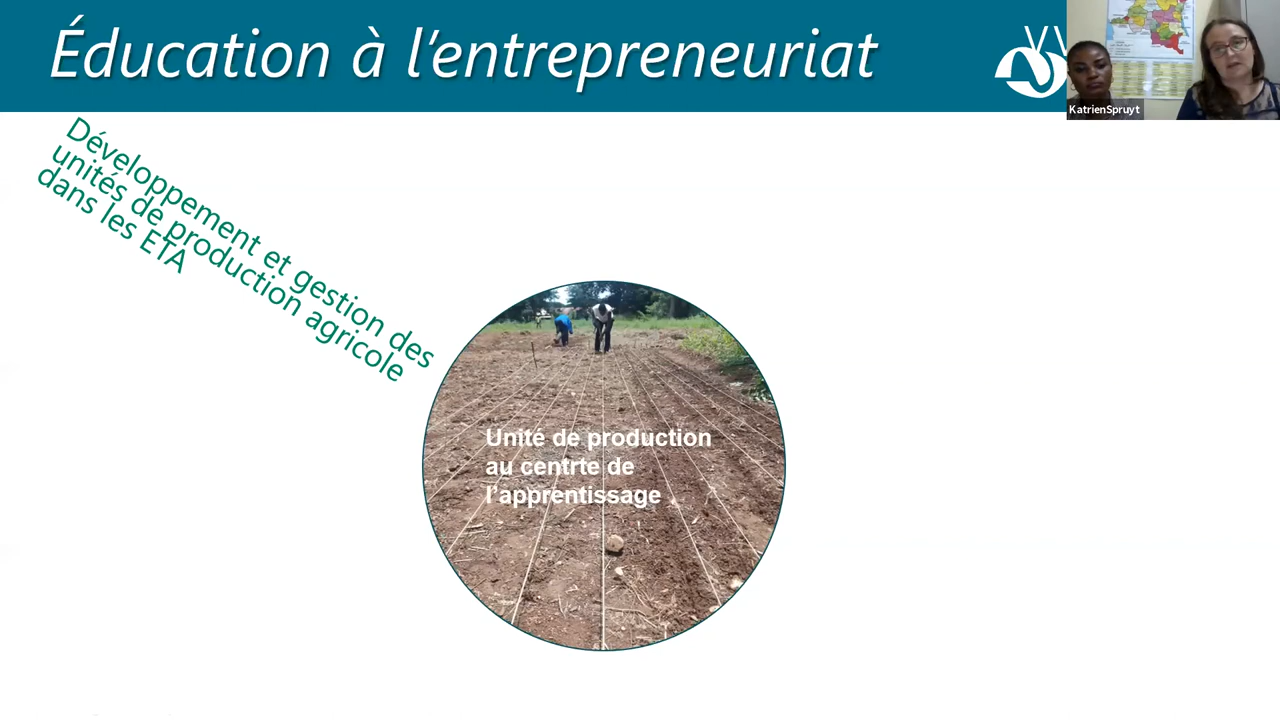 Éducation à l’entrepreneuriat
KatrienSpruyt
Développement et gestion des
unités de production agricole
dans les ETA
Unité de production
au centrte de
l’apprentissage